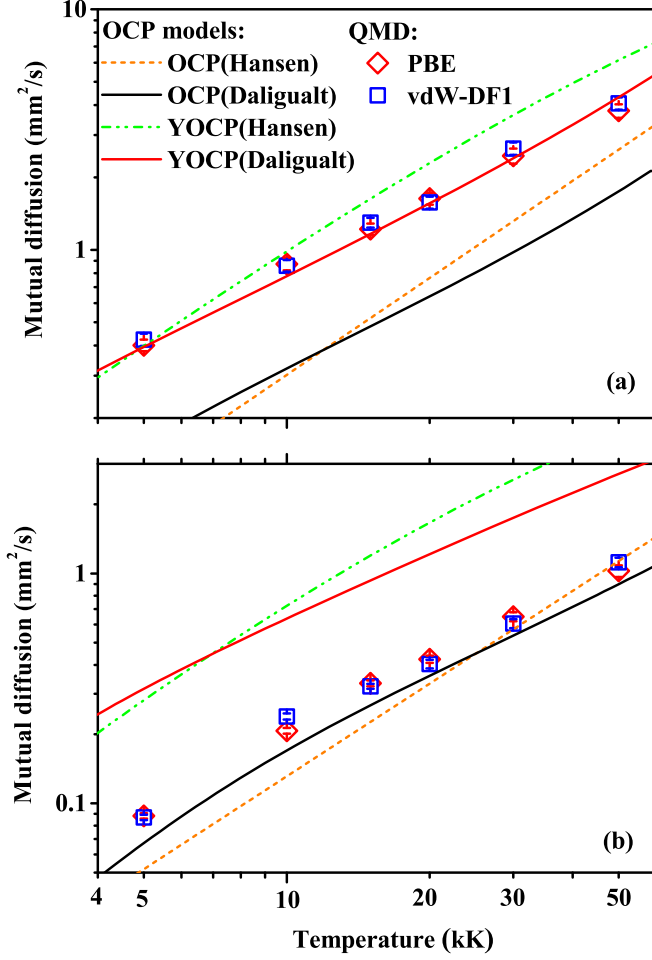 10
OCP models: QMD:
OCP(Hansen) PBE
OCP(Daligualt) vdW-DF1
YOCP(Hansen)
YOCP(Daligualt)
1
Mutual diffusion (mm²/s)
(a)
1
0.1
Mutual diffusion (mm²/s)
(b)
4 5 10 20 30 50
Temperature (kK)